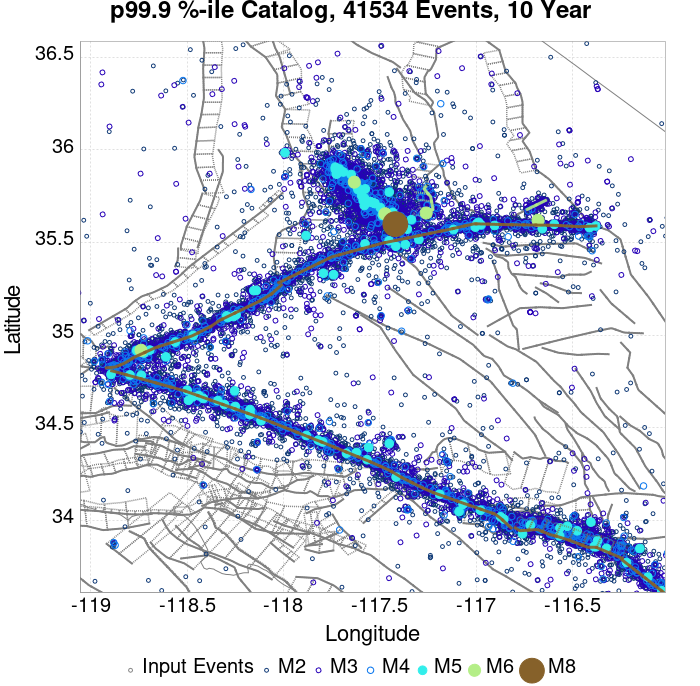 p99.9 %-ile Catalog, 41534 Events, 10 Year
36.5
36
35.5
35
34.5
34
Latitude
-119 -118.5 -118 -117.5 -117 -116.5
Longitude
Input Events M2 M3 M4 M5 M6 M8